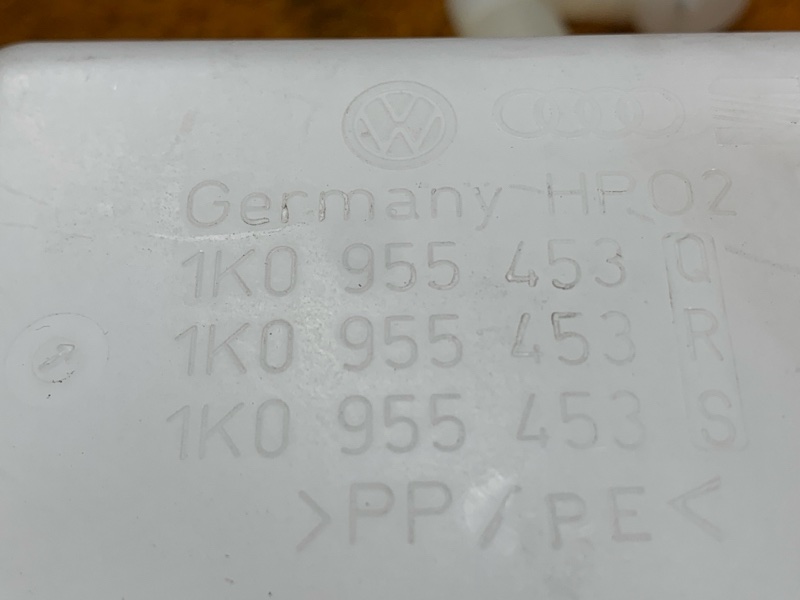 Germany HP02
1K0 955 453 Q
1K0 955 453 R
1K0 955 453 S
>PP/PE<